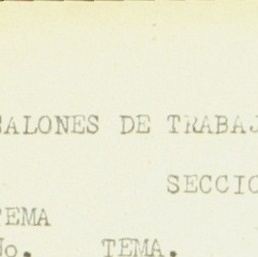 SALONES DE TRABAJ
SECCIO
TEMA
No. TEMA.